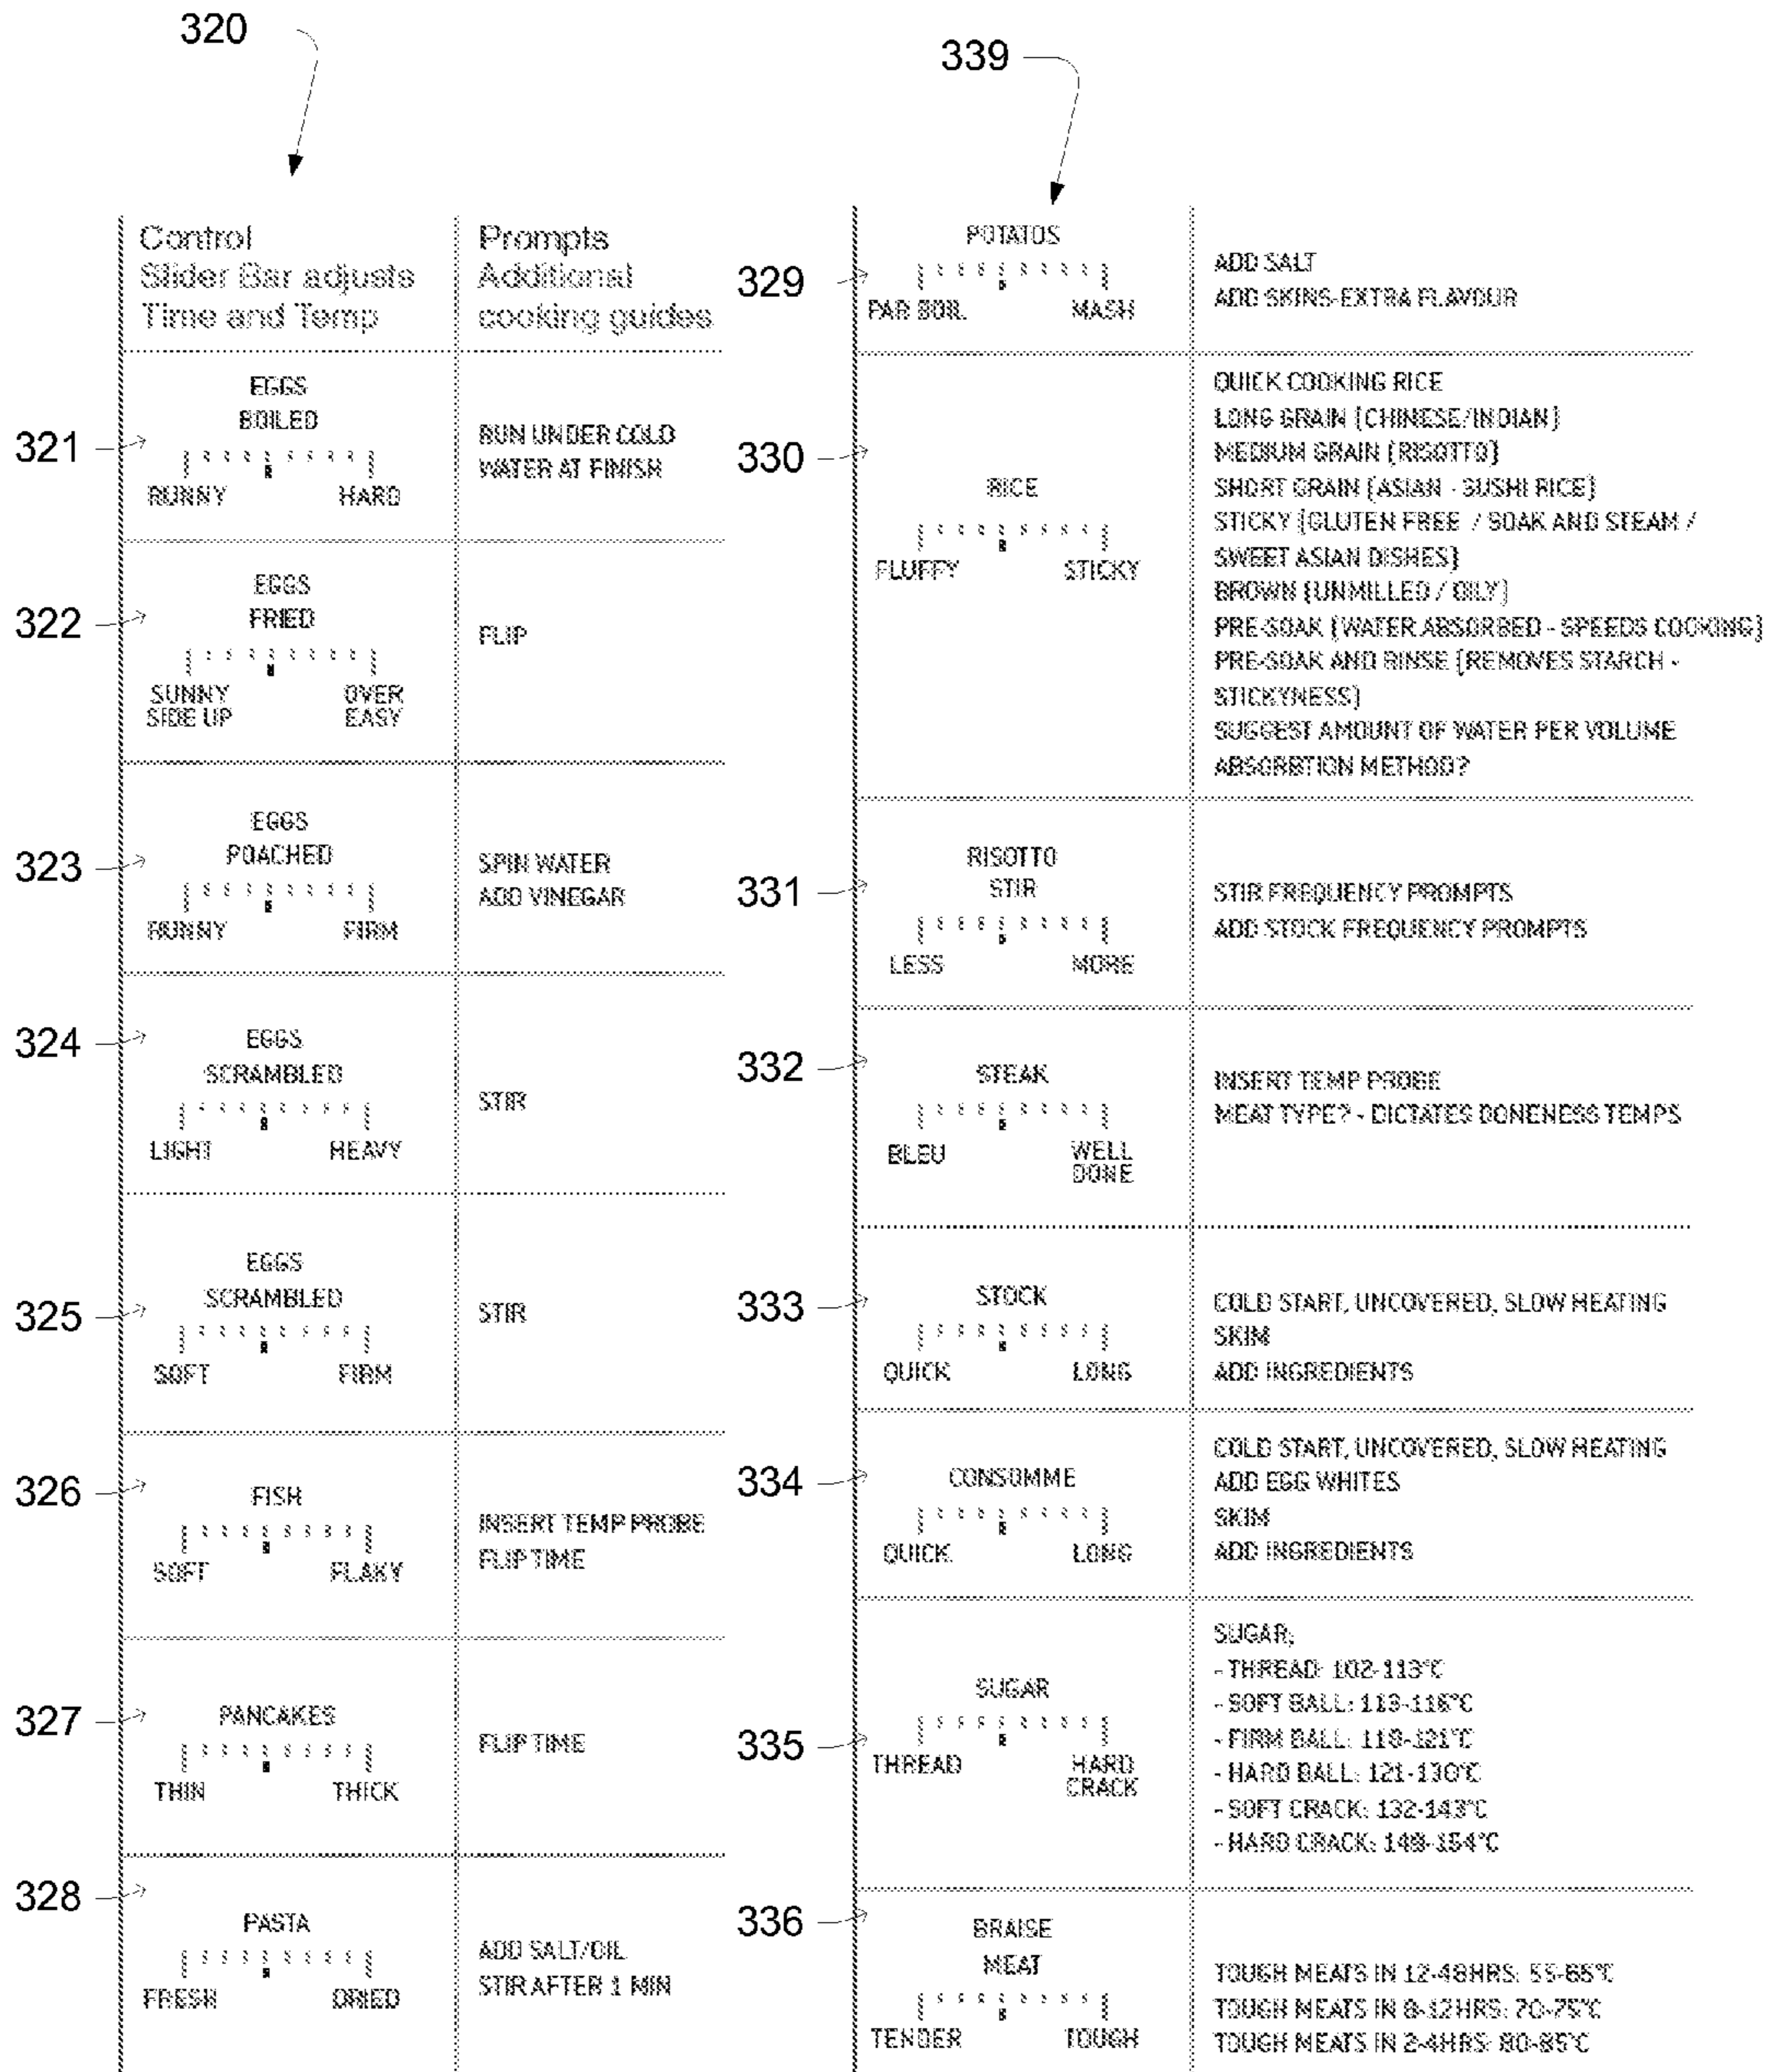 320
339
Control
Slider Bar adjusts
Time and Temp
Prompts
Additional
cooking guides
321
EGGS
BOILED
RUNNY HARD
RUN UNDER COLD
WATER AT FINISH
322
EGGS
FRIED
SUNNY
SIDE UP
OVER
EASY
FLIP
323
EGGS
POACHED
RUNNY FIRM
SPIN WATER
ADD VINEGAR
324
EGGS
SCRAMBLED
LIGHT HEAVY
STIR
325
EGGS
SCRAMBLED
SOFT FIRM
STIR
326
FISH
SOFT FLAKY
INSERT TEMP PROBE
FLIP TIME
327
PANCAKES
THIN THICK
FLIP TIME
328
PASTA
FRESH DRIED
ADD SALT/OIL
STIR AFTER 1 MIN
329
POTATOS
PAR BOIL MASH
ADD SALT
ADD SKINS-EXTRA FLAVOUR
330
RICE
FLUFFY STICKY
QUICK COOKING RICE
LONG GRAIN (CHINESE/INDIAN)
MEDIUM GRAIN (RISOTTO)
SHORT GRAIN (ASIAN - SUSHI RICE)
STICKY (GLUTEN FREE / SOAK AND STEAM /
SWEET ASIAN DISHES)
BROWN (UNMILLED / OILY)
PRE-SOAK (WATER ABSORBED - SPEEDS COOKING)
PRE-SOAK AND RINSE (REMOVES STARCH -
STICKYNESS)
SUGGEST AMOUNT OF WATER PER VOLUME
ABSORBTION METHOD?
331
RISOTTO
STIR
LESS MORE
STIR FREQUENCY PROMPTS
ADD STOCK FREQUENCY PROMPTS
332
STEAK
BLEU
WELL
DONE
INSERT TEMP PROBE
MEAT TYPE? - DICTATES DONENESS TEMPS
333
STOCK
QUICK LONG
COLD START, UNCOVERED, SLOW HEATING
SKIM
ADD INGREDIENTS
334
CONSOMME
QUICK LONG
COLD START, UNCOVERED, SLOW HEATING
ADD EGG WHITES
SKIM
ADD INGREDIENTS
335
SUGAR
THREAD
HARD
CRACK
SUGAR;
- THREAD: 102-113°C
- SOFT BALL: 113-116°C
- FIRM BALL: 118-121°C
- HARD BALL: 121-130°C
- SOFT CRACK: 132-143°C
- HARD CRACK: 149-154°C
336
BRAISE
MEAT
TENDER TOUGH
TOUGH MEATS IN 12-48HRS: 55-65°C
TOUGH MEATS IN 8-12HRS: 70-75°C
TOUGH MEATS IN 2-4HRS: 80-85°C